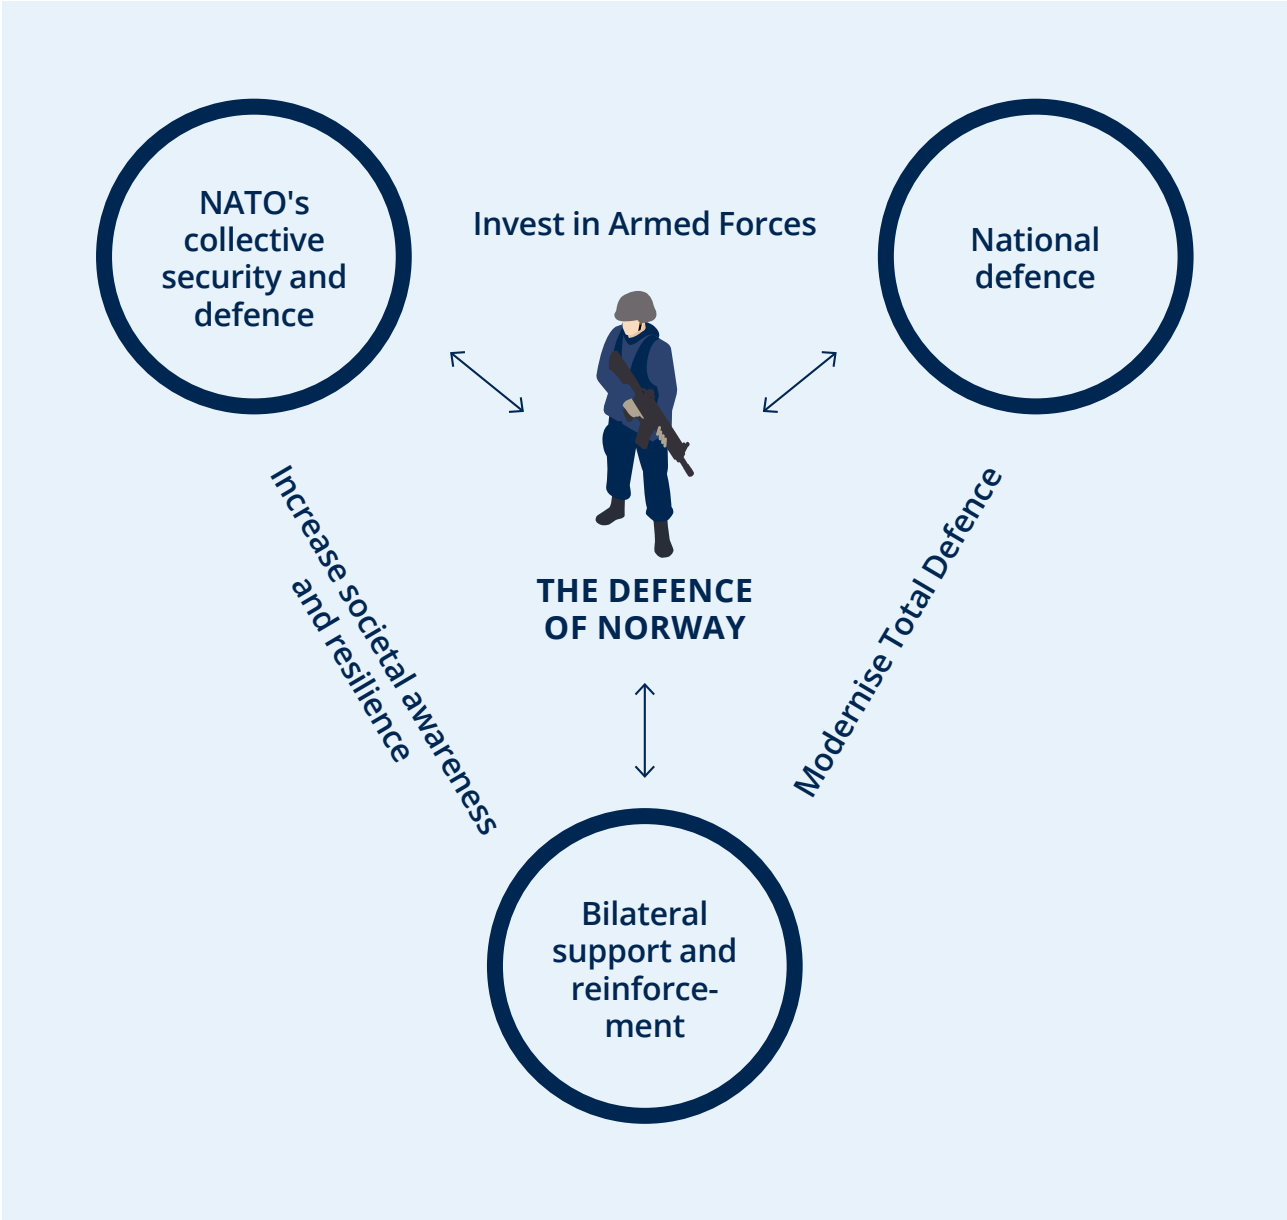 NATO's
collective
security and
defence
Invest in Armed Forces
National
defence
THE DEFENCE
OF NORWAY
Increase societal awareness
and resilience
Modernise Total Defence
Bilateral
support and
reinforce-
ment